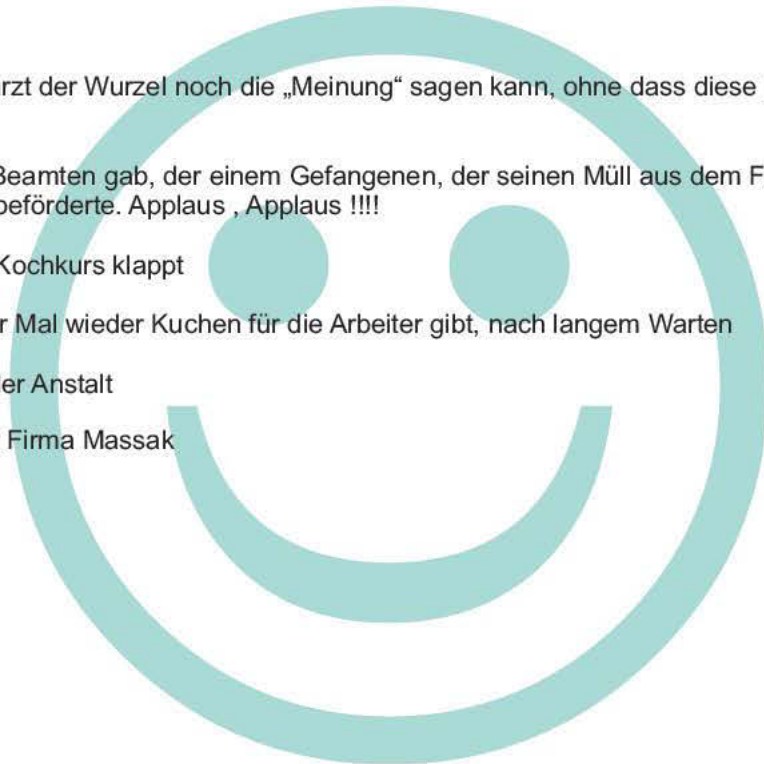 rzt der Wurzel noch die „Meinung“ sagen kann, ohne dass diese
Beamten gab, der einem Gefangenen, der seinen Müll aus dem F
beförderte. Applaus , Applaus !!!!
Kochkurs klappt
r Mal wieder Kuchen für die Arbeiter gibt, nach langem Warten
der Anstalt
Firma Massak